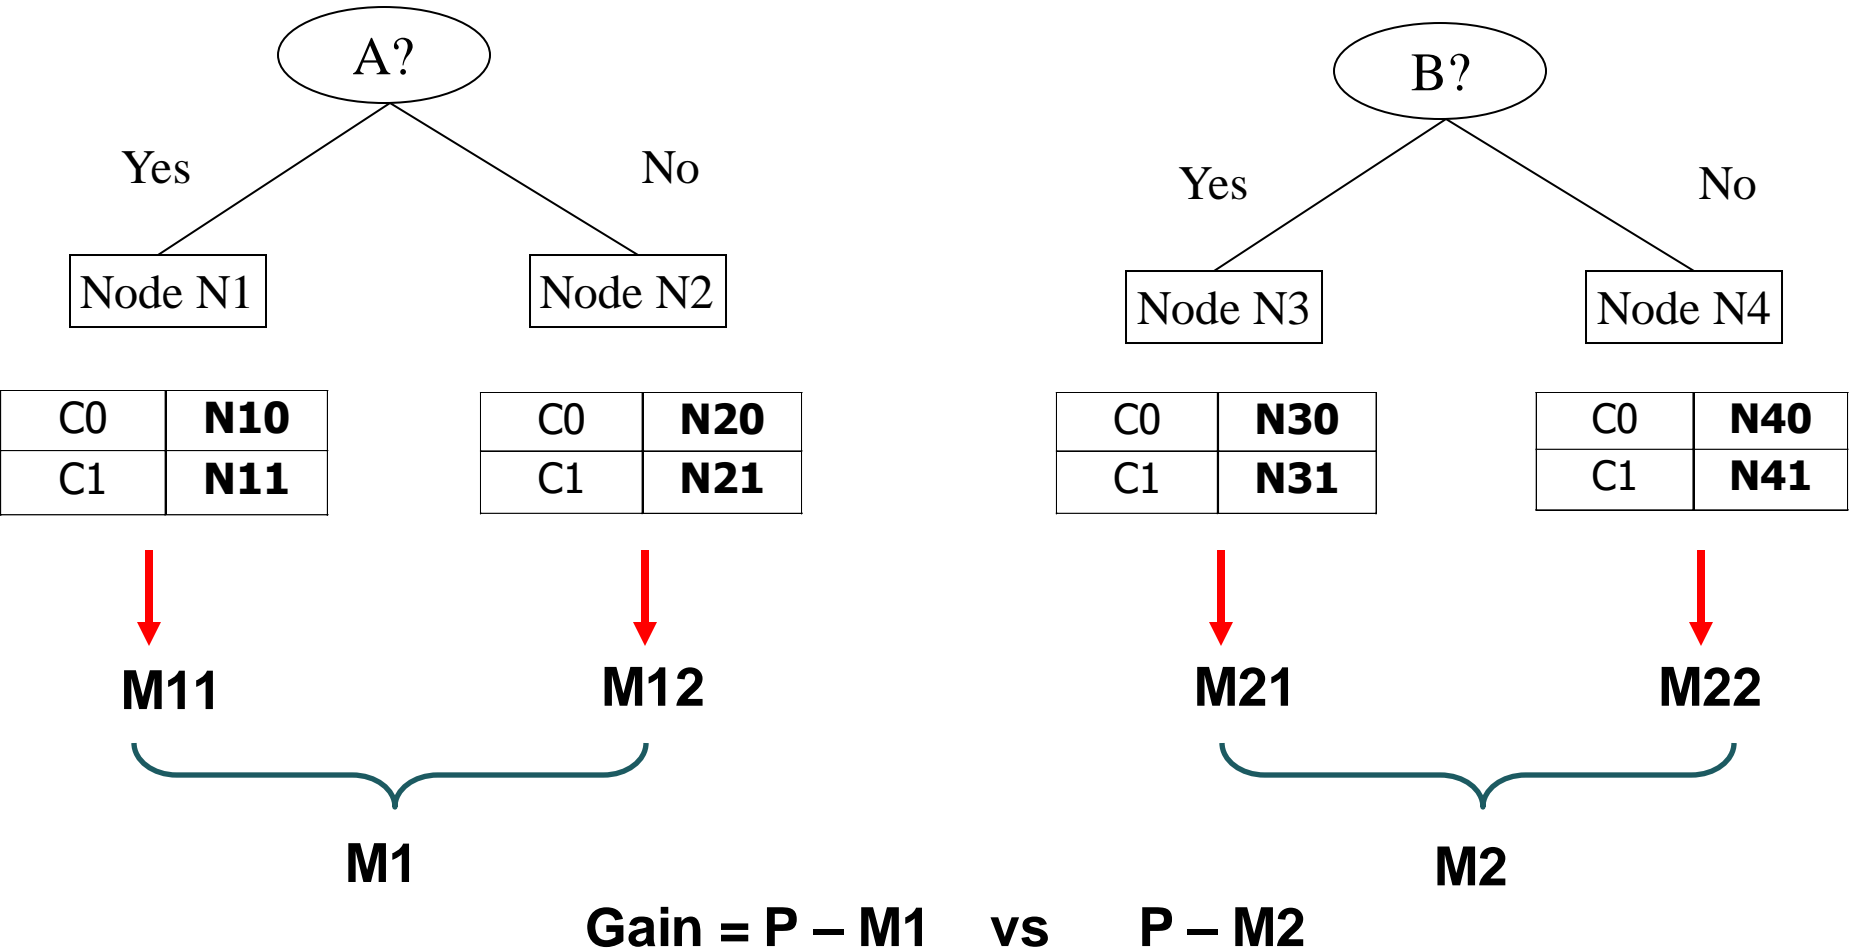 A?
B?
Yes
No
Yes
No
Node N1
Node N2
Node N3
Node N4
C0 N10
C1 N11
C0 N20
C1 N21
C0 N30
C1 N31
C0 N40
C1 N41
M11
M12
M21
M22
M1
M2
Gain = P – M1 vs P – M2